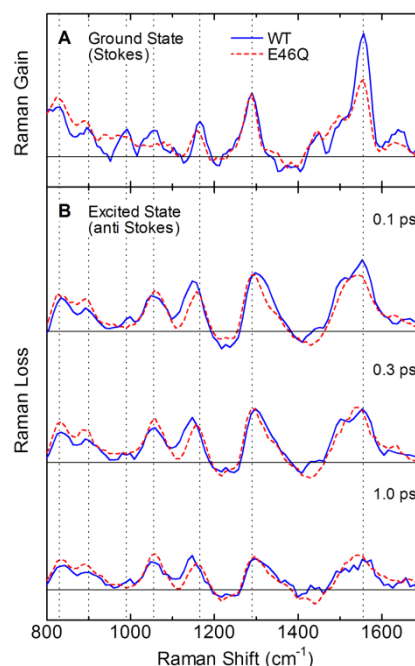 A Ground State
(Stokes)
WT
E46Q
Raman Gain
B Excited State
(anti Stokes)
0.1 ps
0.3 ps
1.0 ps
Raman Loss
800 1000 1200 1400 1600
Raman Shift (cm⁻¹)